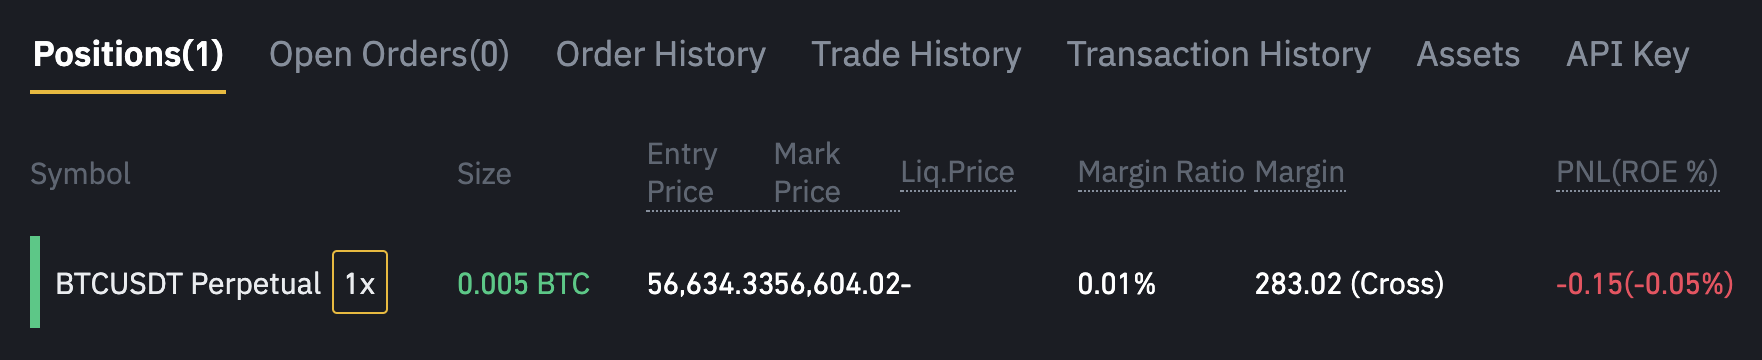 Positions(1) Open Orders(0) Order History Trade History Transaction History Assets API Key
Symbol Size Entry Price Mark Price Liq.Price Margin Ratio Margin PNL(ROE %)
BTCUSDT Perpetual 1x 0.005 BTC 56,634.33 56,604.02 - 0.01% 283.02 (Cross) -0.15(-0.05%)